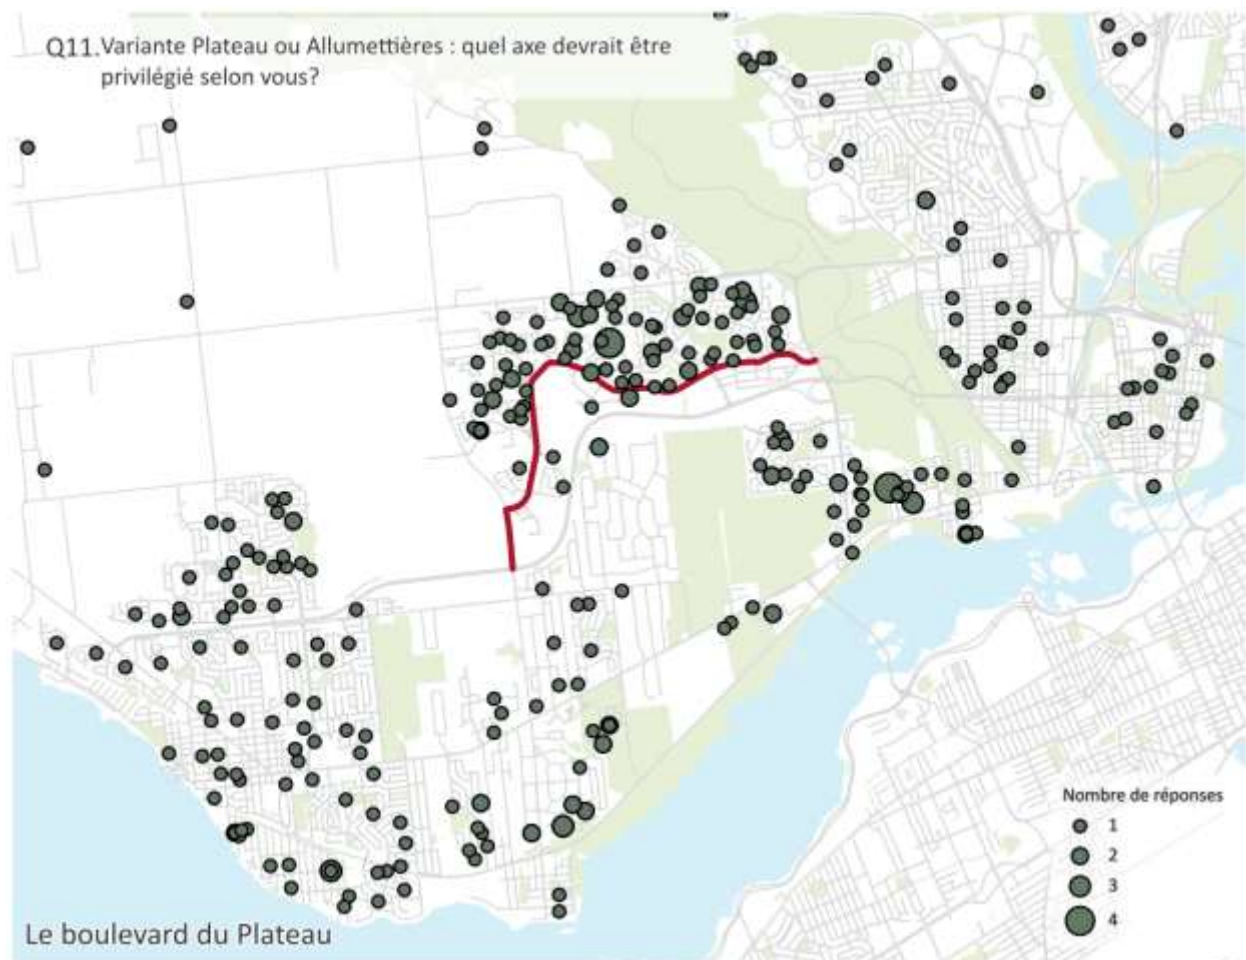 Q11. Variante Plateau ou Allumettières : quel axe devrait être
privilégié selon vous?
Nombre de réponses
1
2
3
4
Le boulevard du Plateau